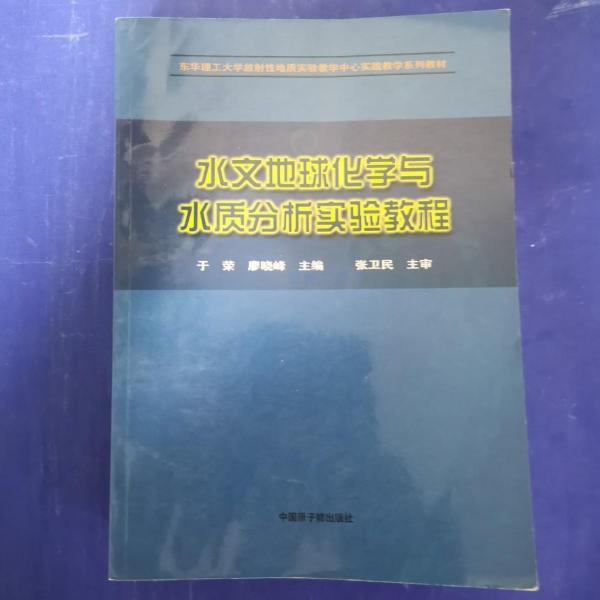 东华理工大学放射性地质实验教学中心实践教学系列教材
水文地球化学与
水质分析实验教程
于 荣 廖晓峰 主编 张卫民 主审
中国原子能出版社